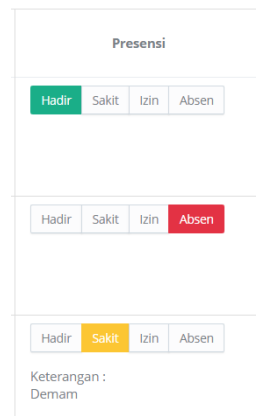 Presensi
Hadir Sakit Izin Absen
Hadir Sakit Izin Absen
Hadir Sakit Izin Absen
Keterangan :
Demam